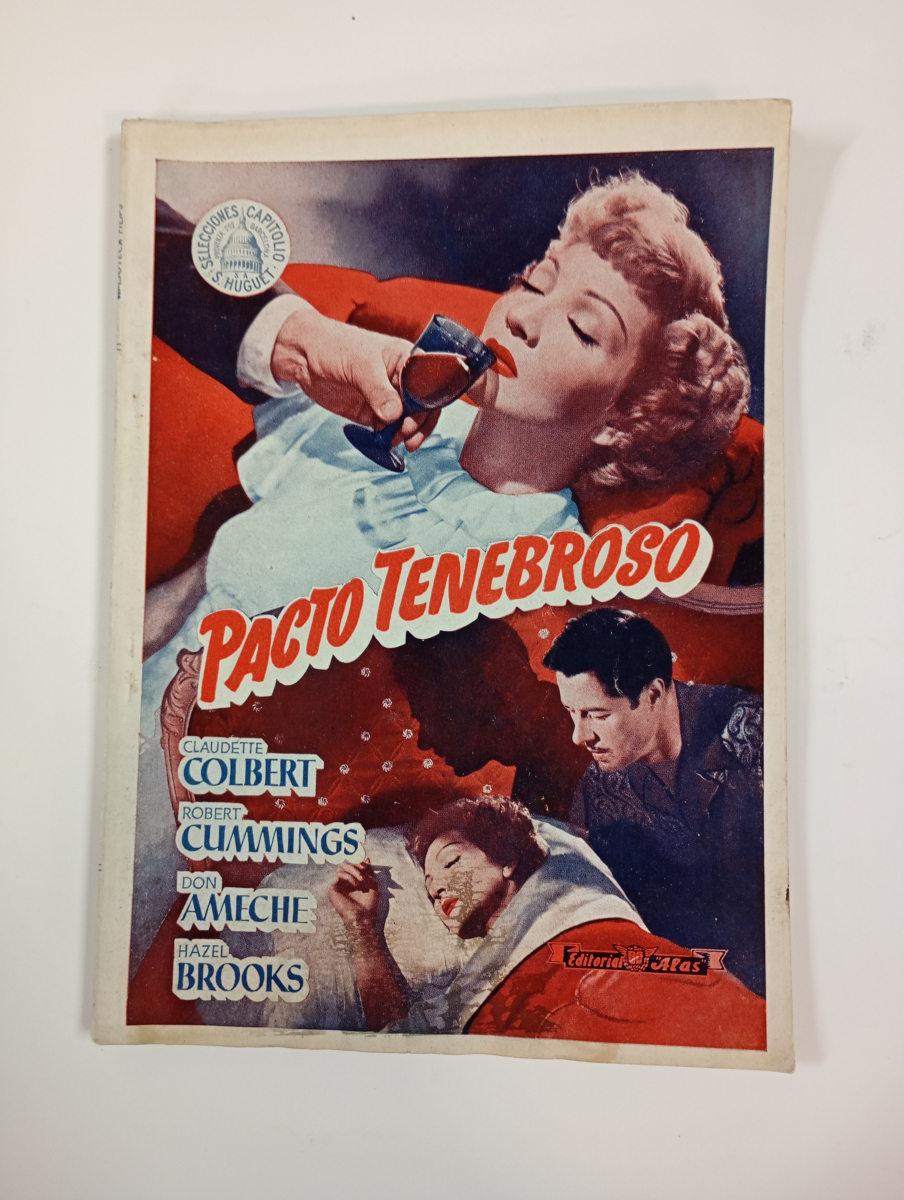 SELECCIONES CAPITOLIO
S. HUGUET
S A
PACTO TENEBROSO
CLAUDETTE
COLBERT
ROBERT
CUMMINGS
DON
AMECHE
HAZEL
BROOKS
Editorial "Alas"